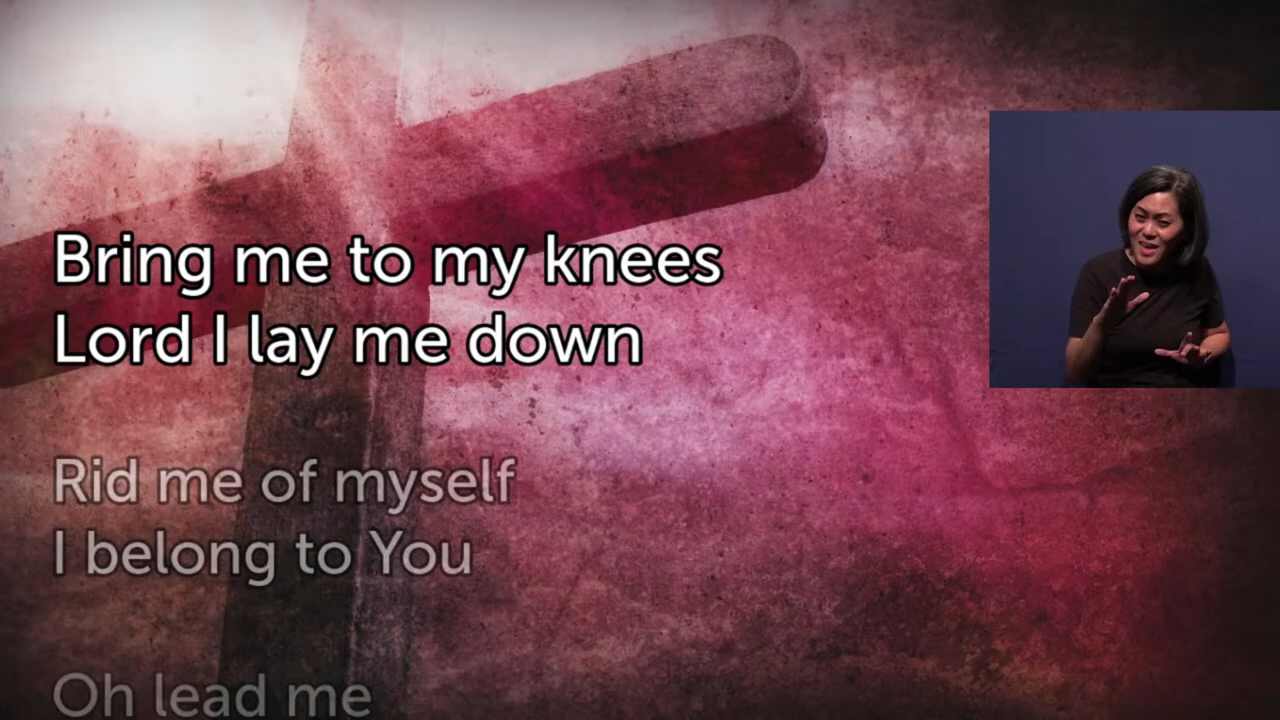 Bring me to my knees
Lord I lay me down
Rid me of myself
I belong to You
Oh lead me